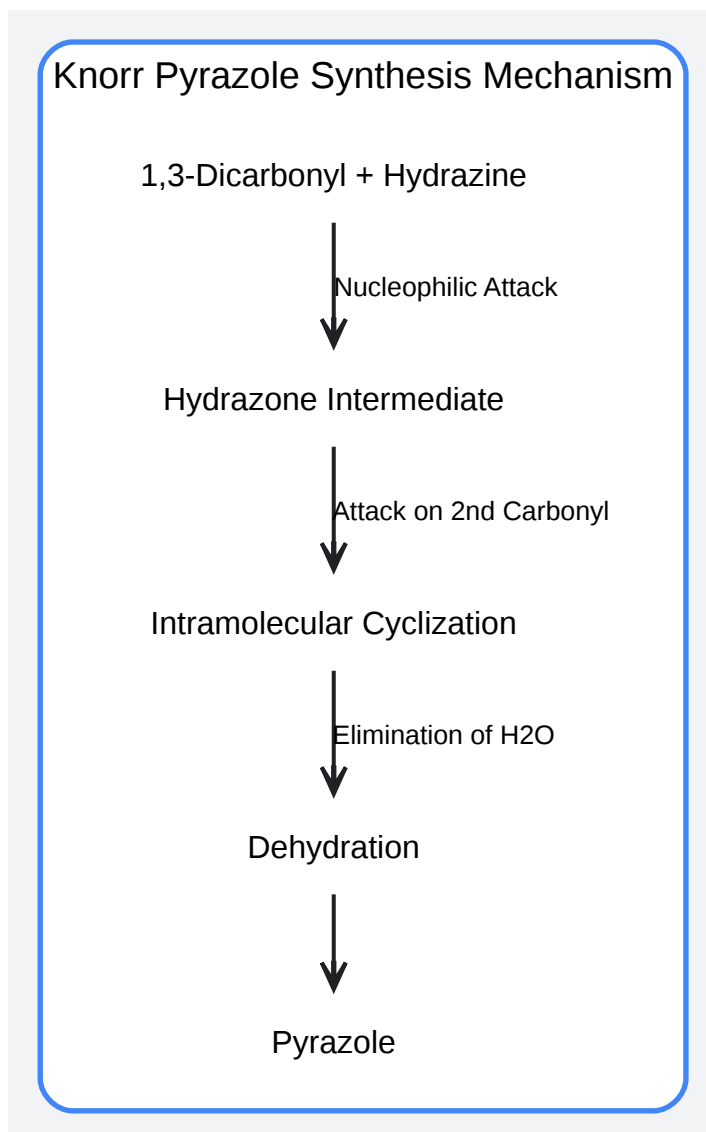 Knorr Pyrazole Synthesis Mechanism
1,3-Dicarbonyl + Hydrazine
Nucleophilic Attack
Hydrazone Intermediate
Attack on 2nd Carbonyl
Intramolecular Cyclization
Elimination of H2O
Dehydration
Pyrazole